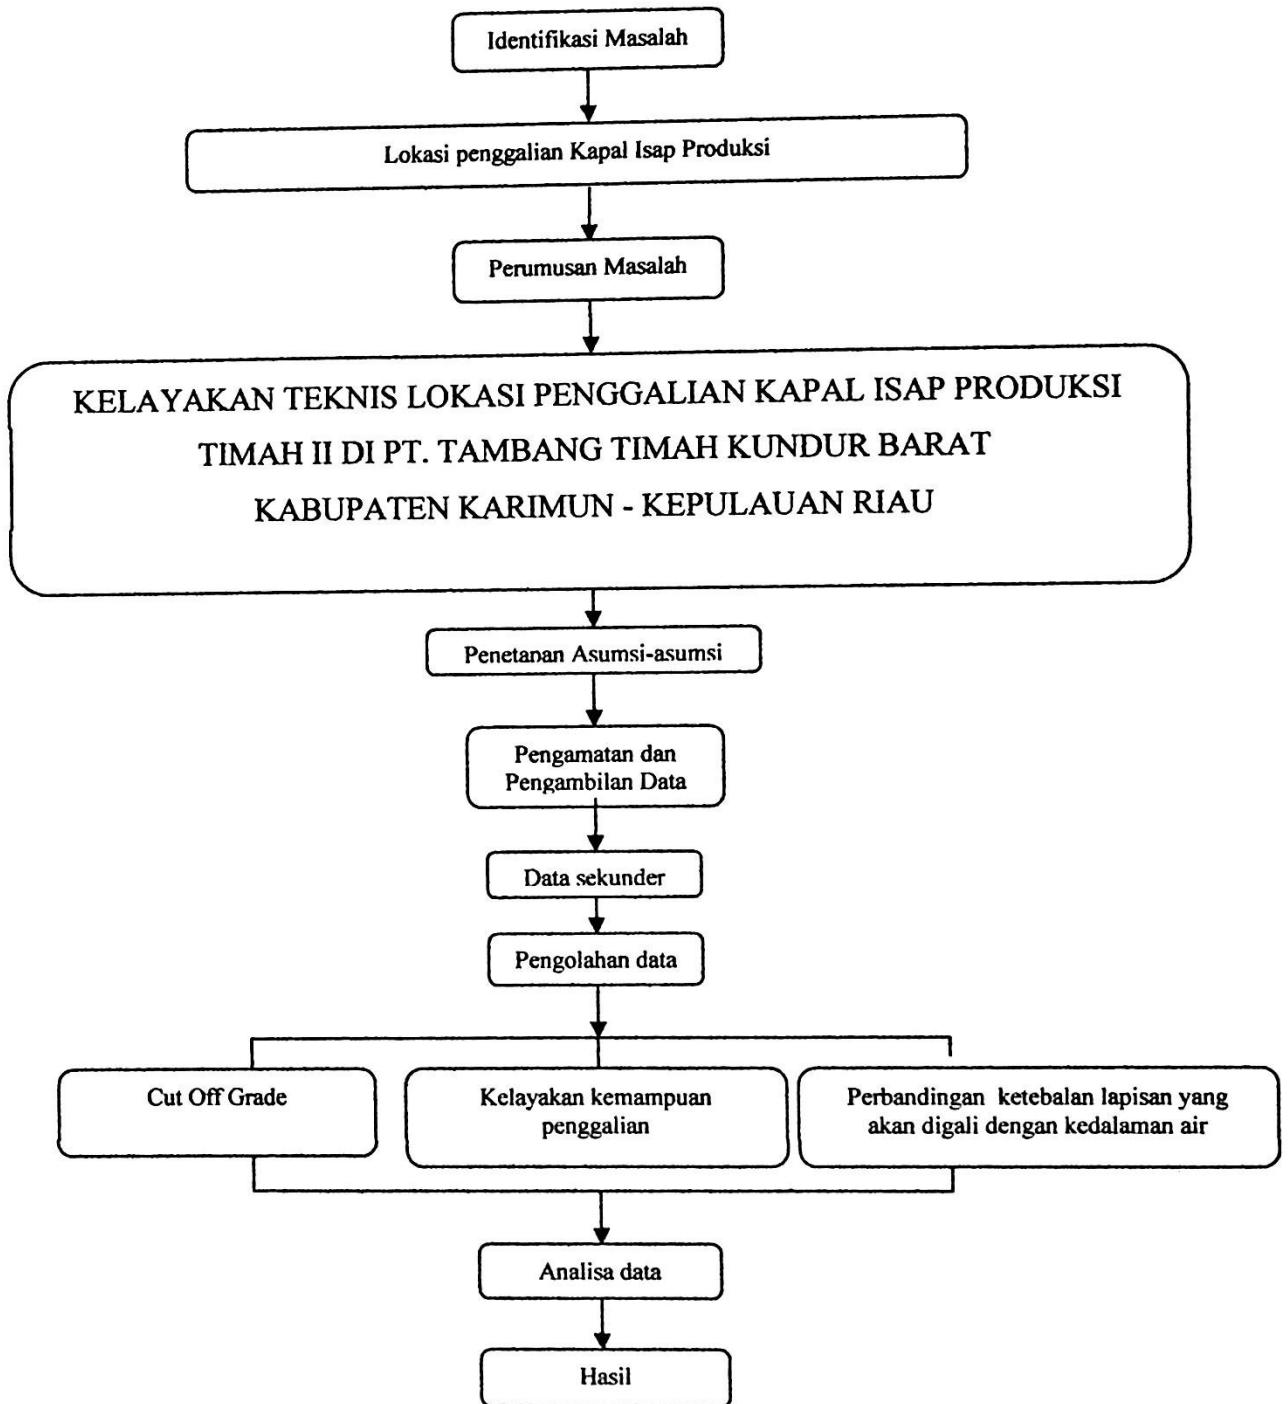 Identifikasi Masalah
Lokasi penggalian Kapal Isap Produksi
Perumusan Masalah
KELAYAKAN TEKNIS LOKASI PENGGALIAN KAPAL ISAP PRODUKSI
TIMAH II DI PT. TAMBANG TIMAH KUNDUR BARAT
KABUPATEN KARIMUN - KEPULAUAN RIAU
Penetapan Asumsi-asumsi
Pengamatan dan
Pengambilan Data
Data sekunder
Pengolahan data
Cut Off Grade
Kelayakan kemampuan
penggalian
Perbandingan ketebalan lapisan yang
akan digali dengan kedalaman air
Analisa data
Hasil